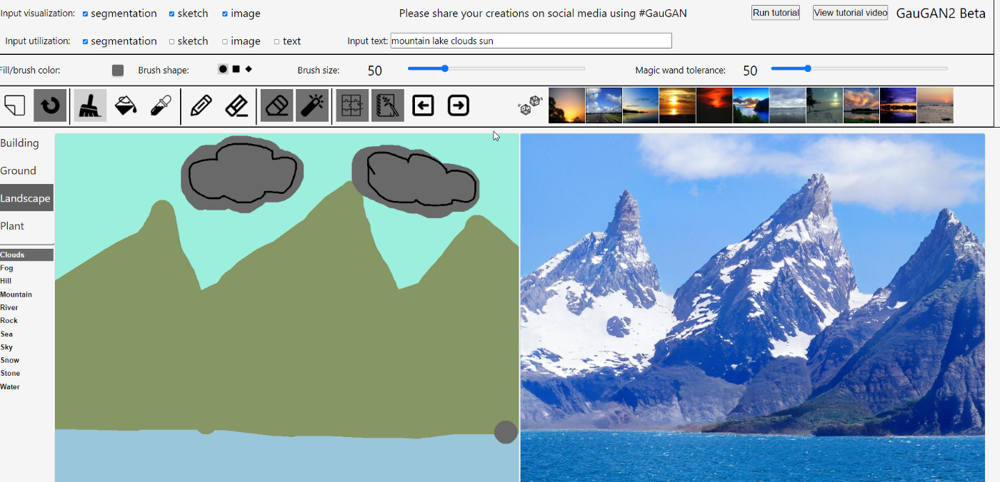 Input visualization: segmentation sketch image Please share your creations on social media using #GauGAN Run tutorial View tutorial video GauGAN2 Beta
Input utilization: segmentation sketch image text Input text: mountain lake clouds sun
Fill/brush color: Brush shape: Brush size: 50 Magic wand tolerance: 50
Building
Ground
Landscape
Plant
Clouds
Fog
Hill
Mountain
River
Rock
Sea
Sky
Snow
Stone
Water